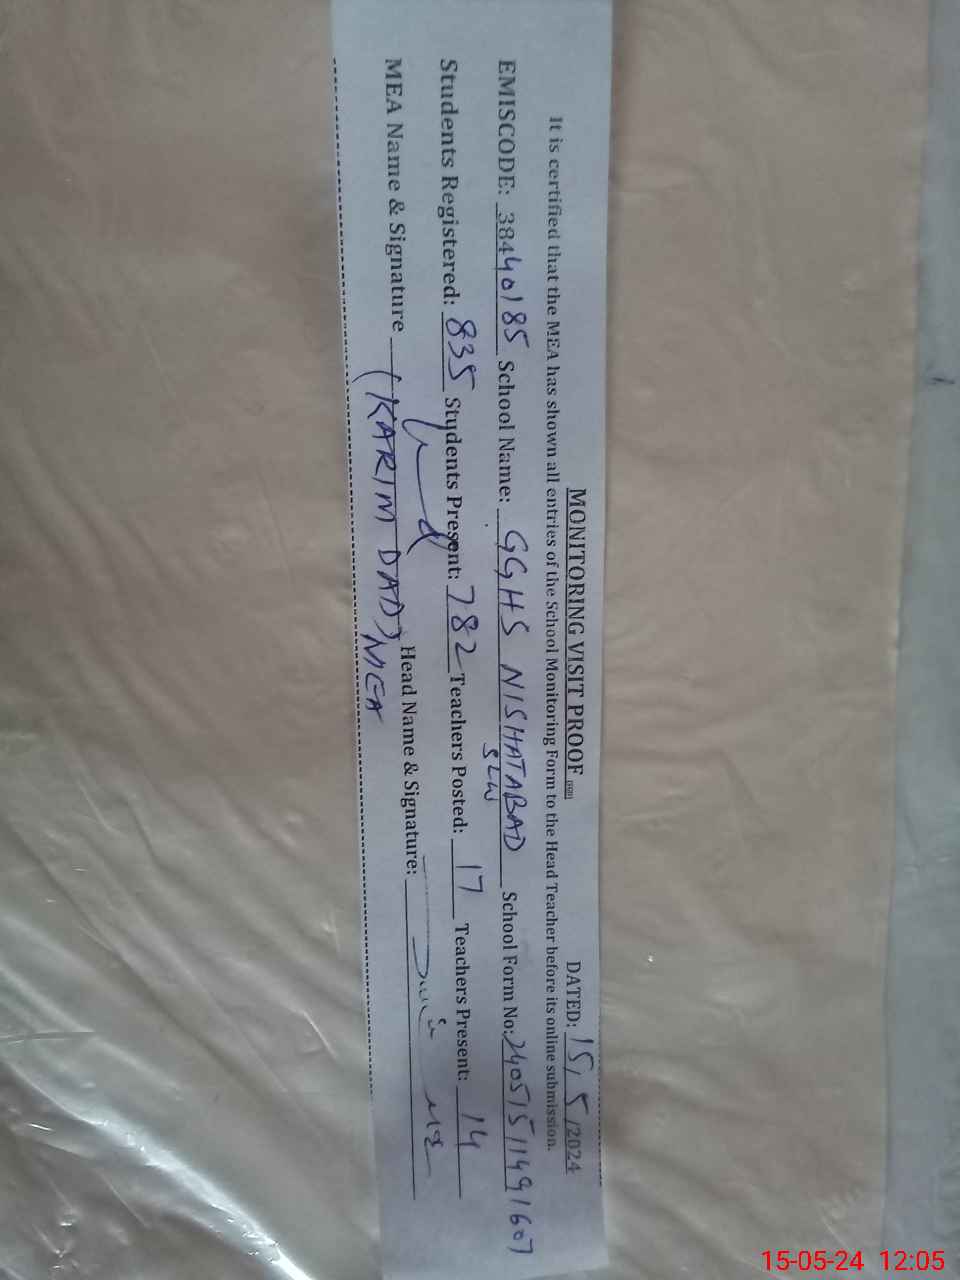 MONITORING VISIT PROOF DATED: 15/5/2024
It is certified that the MEA has shown all entries of the School Monitoring Form to the Head Teacher before its online submission.
EMISCODE: 38440185 School Name: GGHS NISHATABAD School Form No: 24051511491607
SLW
Students Registered: 835 Students Present: 782 Teachers Posted: 17 Teachers Present: 14
MEA Name & Signature Head Name & Signature:
(KARIM DAD) MEA
15-05-24 12:05